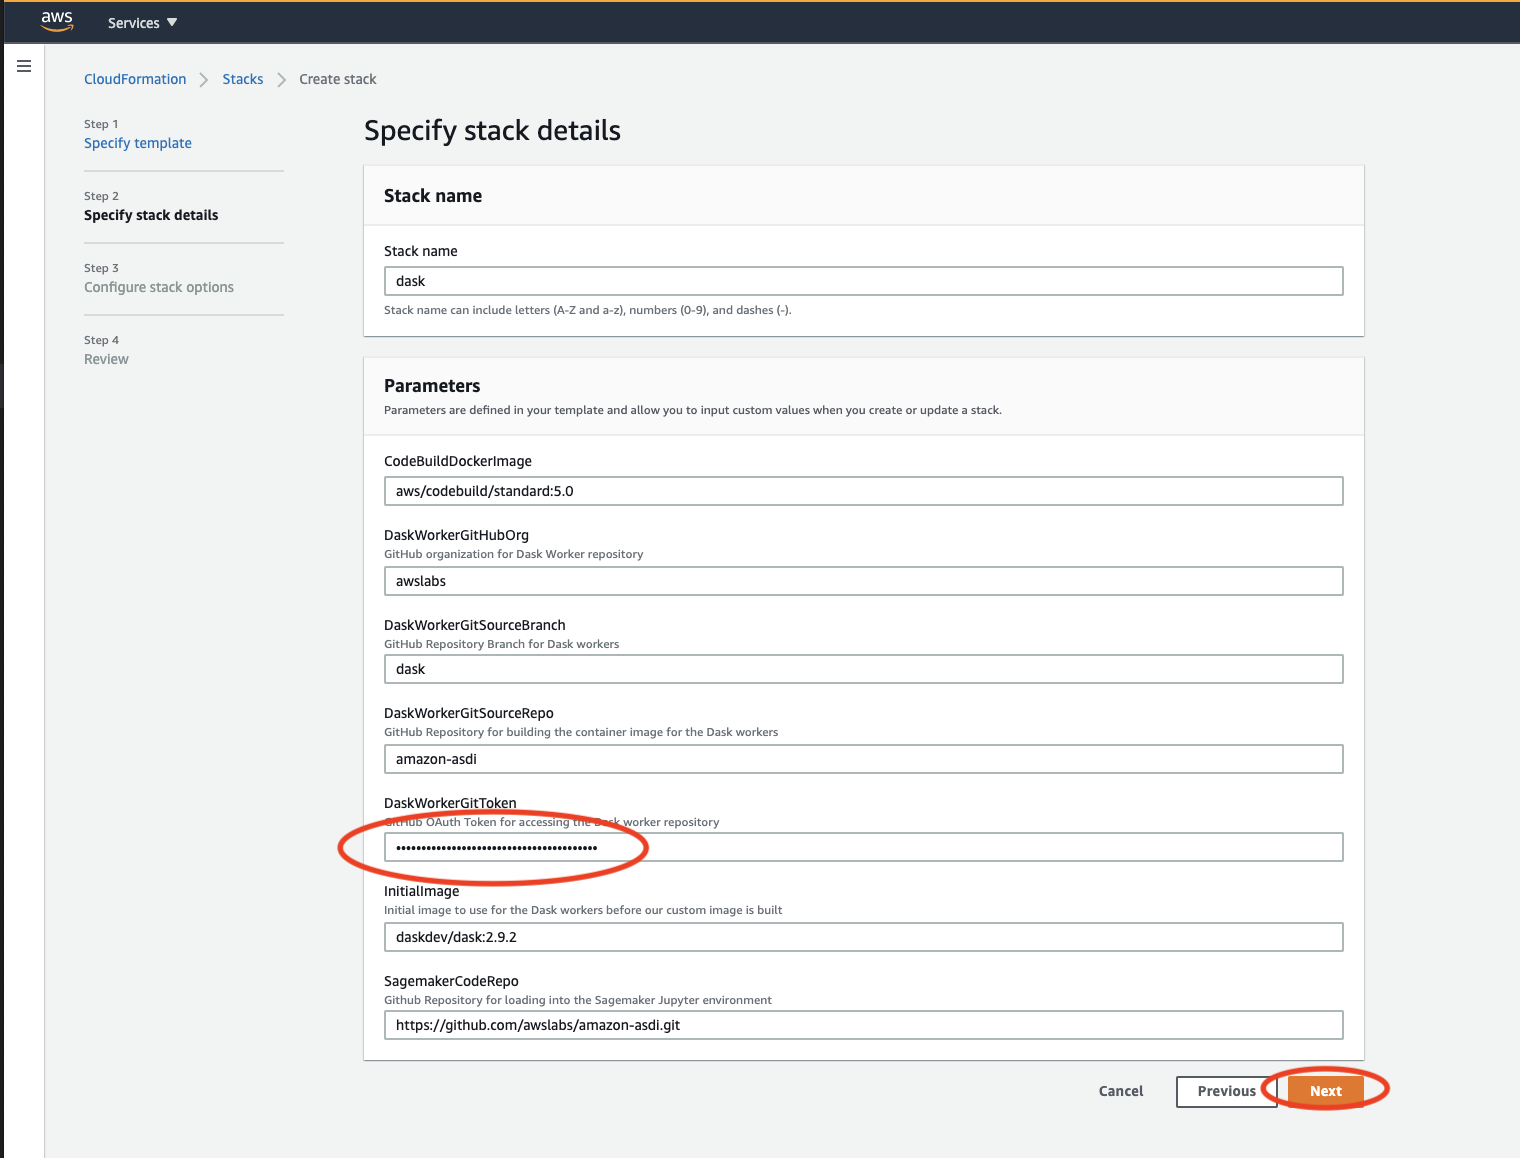 aws
Services
CloudFormation
Stacks
Create stack
Step 1
Specify template
Step 2
Specify stack details
Step 3
Configure stack options
Step 4
Review
Specify stack details
Stack name
Stack name
dask
Stack name can include letters (A-Z and a-z), numbers (0-9), and dashes (-).
Parameters
Parameters are defined in your template and allow you to input custom values when you create or update a stack.
CodeBuildDockerImage
aws/codebuild/standard:5.0
DaskWorkerGitHubOrg
GitHub organization for Dask Worker repository
awslabs
DaskWorkerGitSourceBranch
GitHub Repository Branch for Dask workers
dask
DaskWorkerGitSourceRepo
GitHub Repository for building the container image for the Dask workers
amazon-asdi
DaskWorkerGitToken
GitHub OAuth Token for accessing the Dask worker repository
InitialImage
Initial image to use for the Dask workers before our custom image is built
daskdev/dask:2.9.2
SagemakerCodeRepo
Github Repository for loading into the Sagemaker Jupyter environment
https://github.com/awslabs/amazon-asdi.git
Cancel
Previous
Next